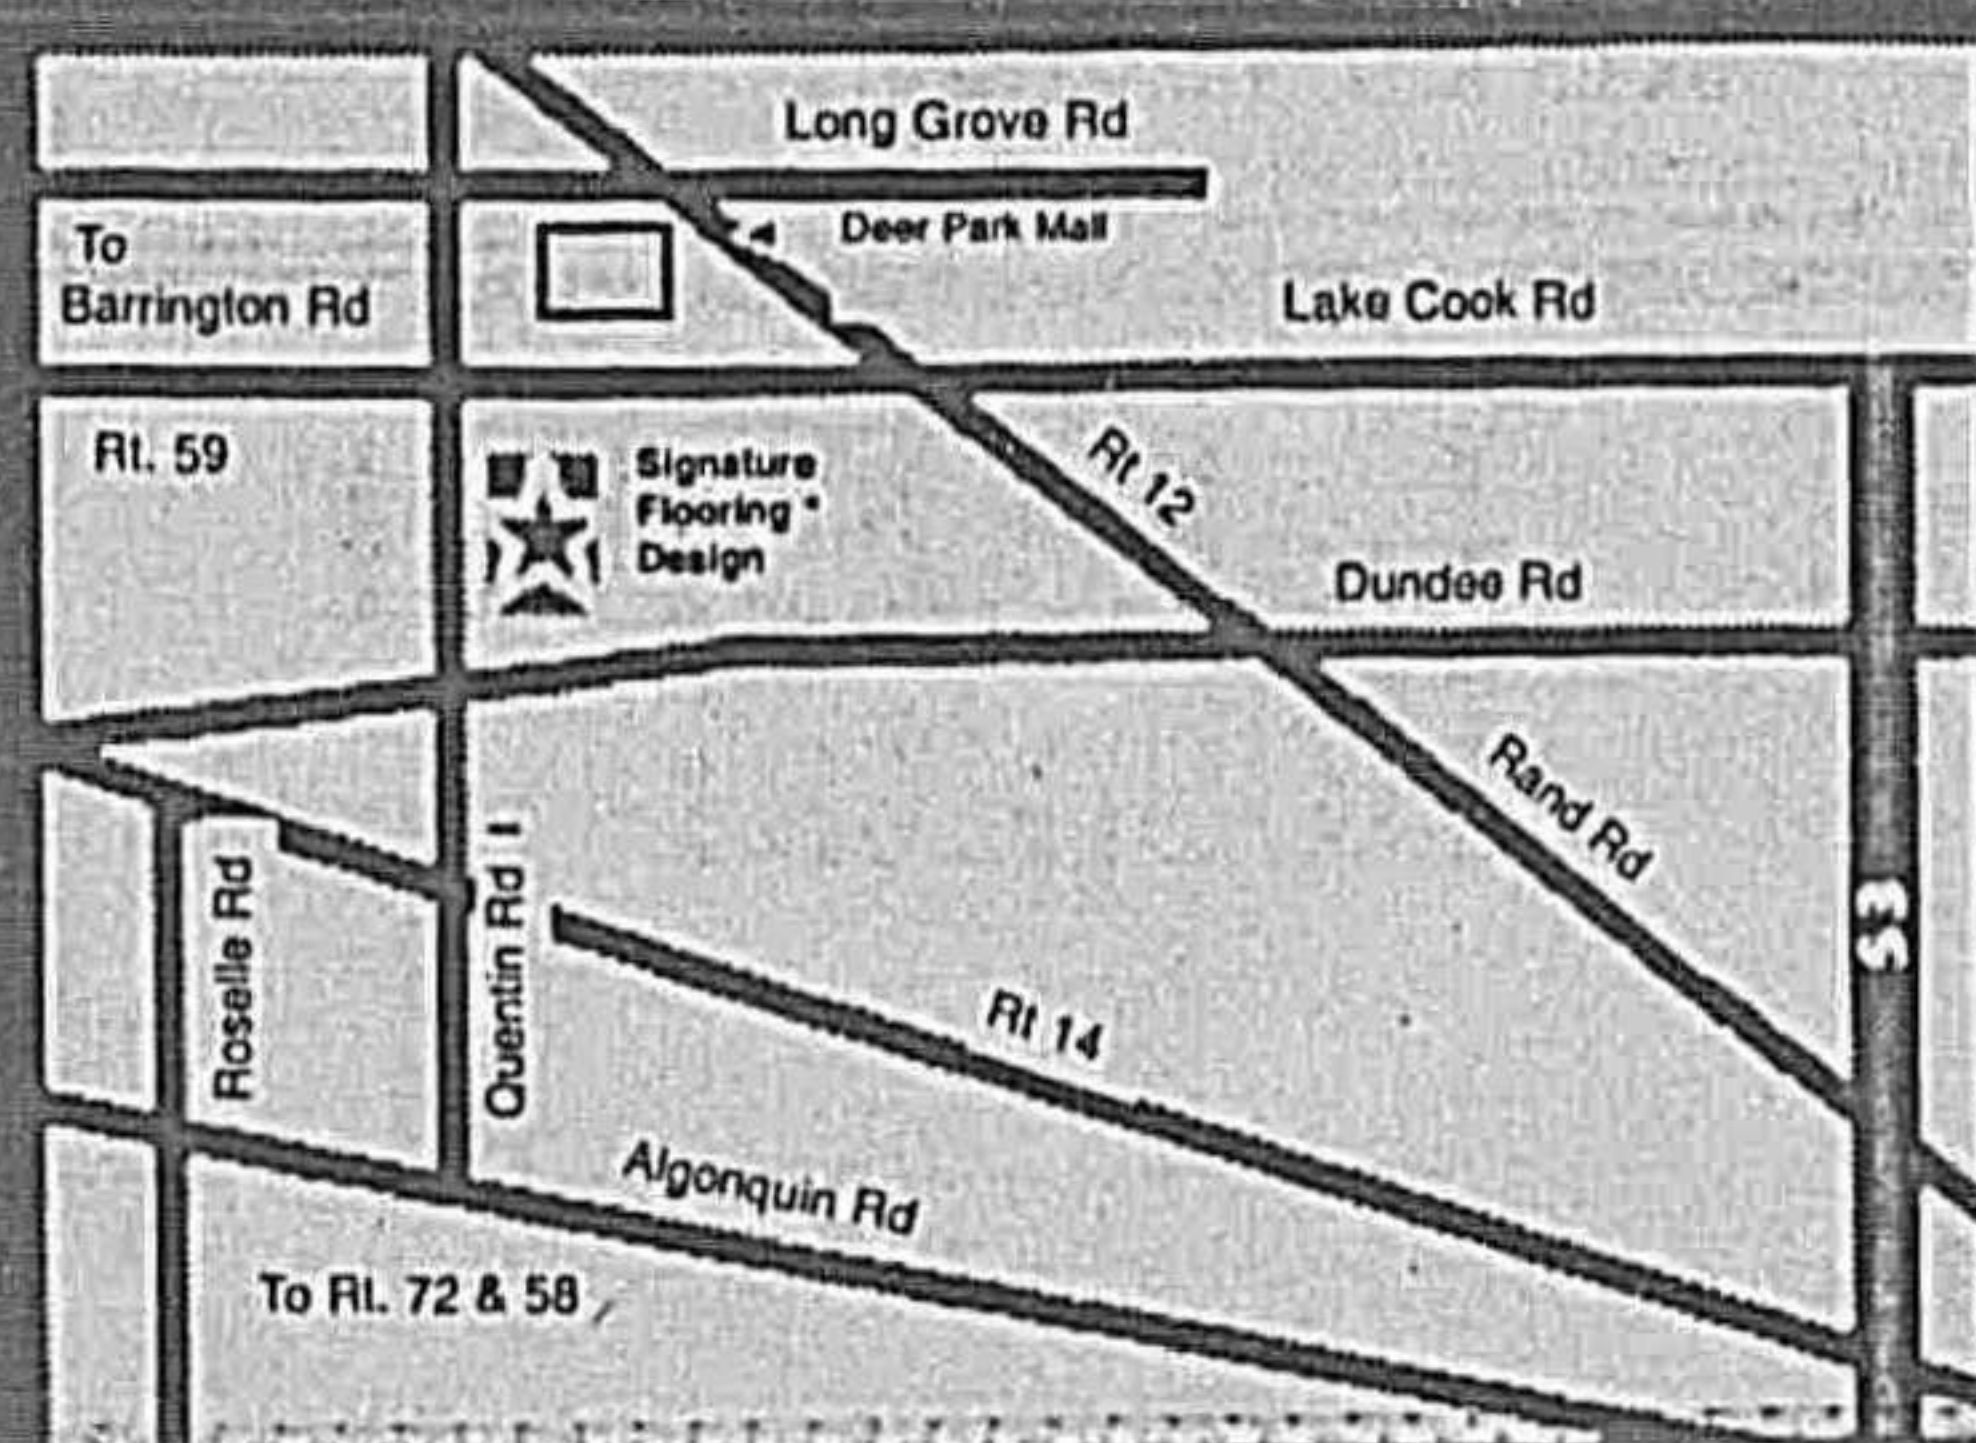 Long Grove Rd
Deer Park Mall
To
Barrington Rd
Lake Cook Rd
Rt. 59
Signature
Flooring *
Design
Rt 12
Dundee Rd
Rand Rd
53
Roselle Rd
Quentin Rd
Rt 14
Algonquin Rd
To Rt. 72 & 58